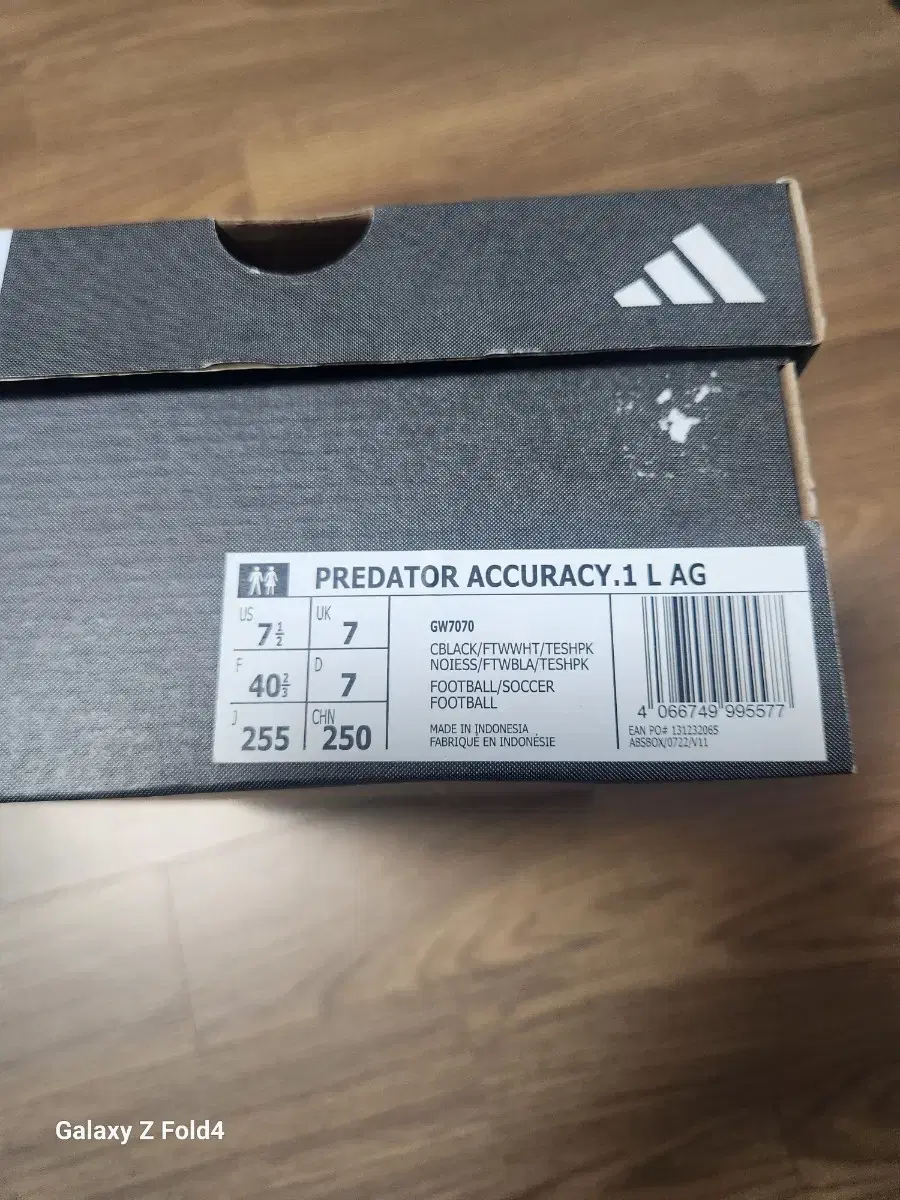 PREDATOR ACCURACY.1 L AG
US 7½
UK 7
F 40⅔
D 7
J 255
CHN 250
GW7070
CBLACK/FTWWHT/TESHPK
NOIESS/FTWBLA/TESHPK
FOOTBALL/SOCCER
FOOTBALL
MADE IN INDONESIA
FABRIQUÉ EN INDONÉSIE
4 066749 995577
EAN PO# 131232065
ABSBOX/0722/V11
Galaxy Z Fold4